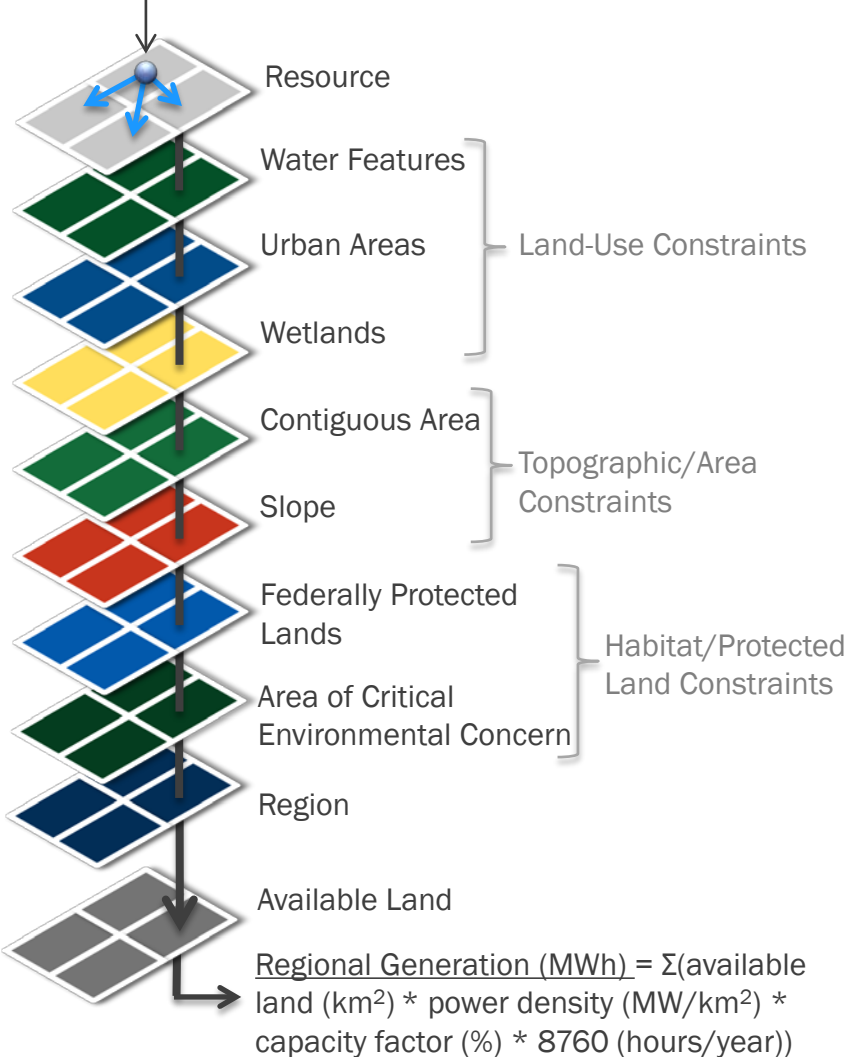 Resource
Water Features
Urban Areas
Land-Use Constraints
Wetlands
Contiguous Area
Topographic/Area
Constraints
Slope
Federally Protected
Lands
Habitat/Protected
Land Constraints
Area of Critical
Environmental Concern
Region
Available Land
Regional Generation (MWh) = Σ(available
land (km²) * power density (MW/km²) *
capacity factor (%) * 8760 (hours/year))